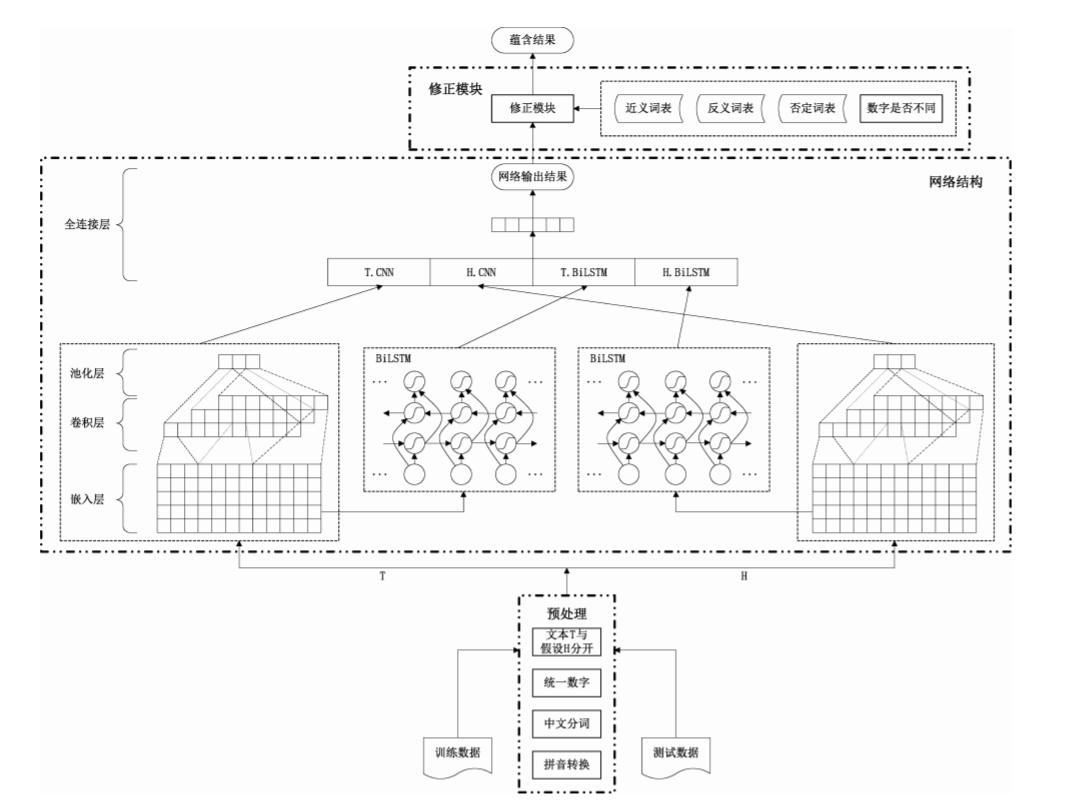 蕴含结果
修正模块
修正模块
近义词表
反义词表
否定词表
数字是否不同
网络输出结果
网络结构
全连接层
T.CNN
H.CNN
T.BiLSTM
H.BiLSTM
BiLSTM
BiLSTM
池化层
卷积层
嵌入层
T
H
预处理
文本T与
假设H分开
统一数字
中文分词
拼音转换
训练数据
测试数据